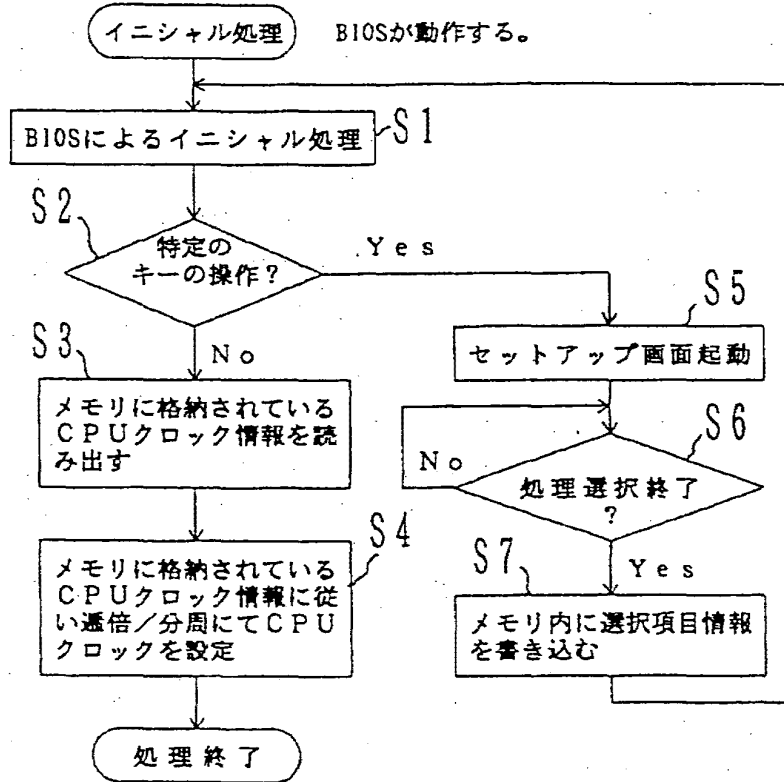 イニシャル処理
BIOSが動作する。
BIOSによるイニシャル処理
S1
S2
特定の
キーの操作?
Yes
No
S3
メモリに格納されている
CPUクロック情報を読
み出す
S4
メモリに格納されている
CPUクロック情報に従
い逓倍/分周にてCPU
クロックを設定
処理終了
S5
セットアップ画面起動
S6
処理選択終了
?
No
Yes
S7
メモリ内に選択項目情報
を書き込む